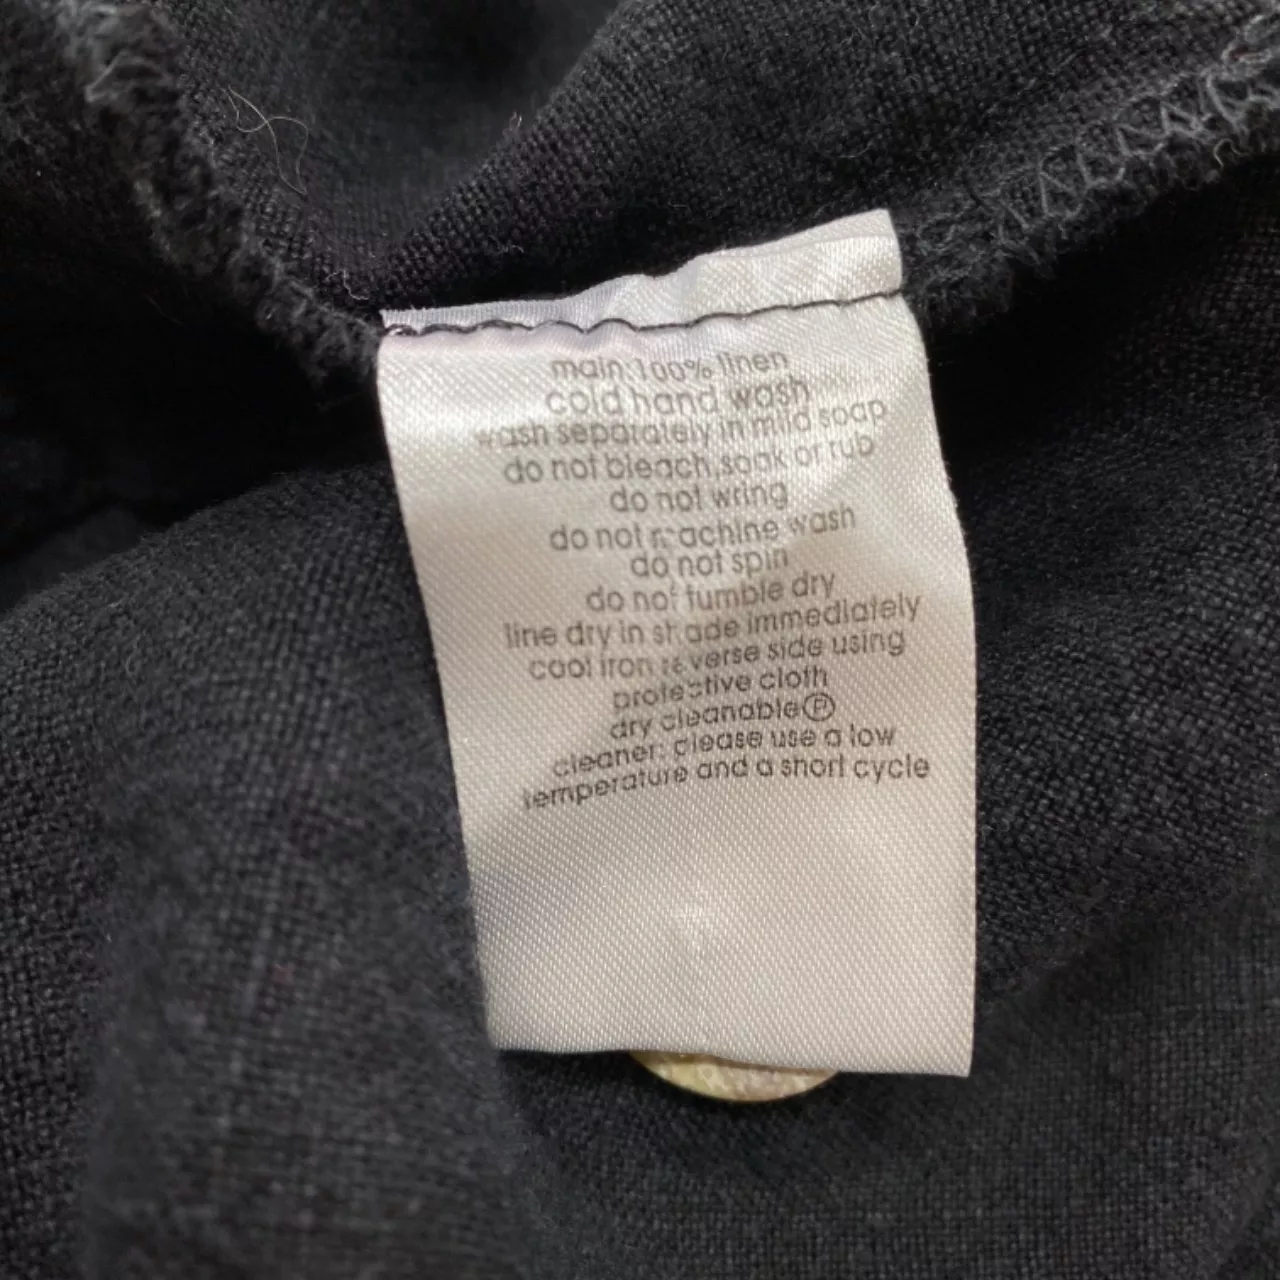 main: 100% linen
cold hand wash
wash separately in mild soap
do not bleach, soak or rub
do not wring
do not machine wash
do not spin
do not tumble dry
line dry in shade immediately
cool iron reverse side using
protective cloth
dry cleanable Ⓟ
cleaner: please use a low
temperature and a short cycle